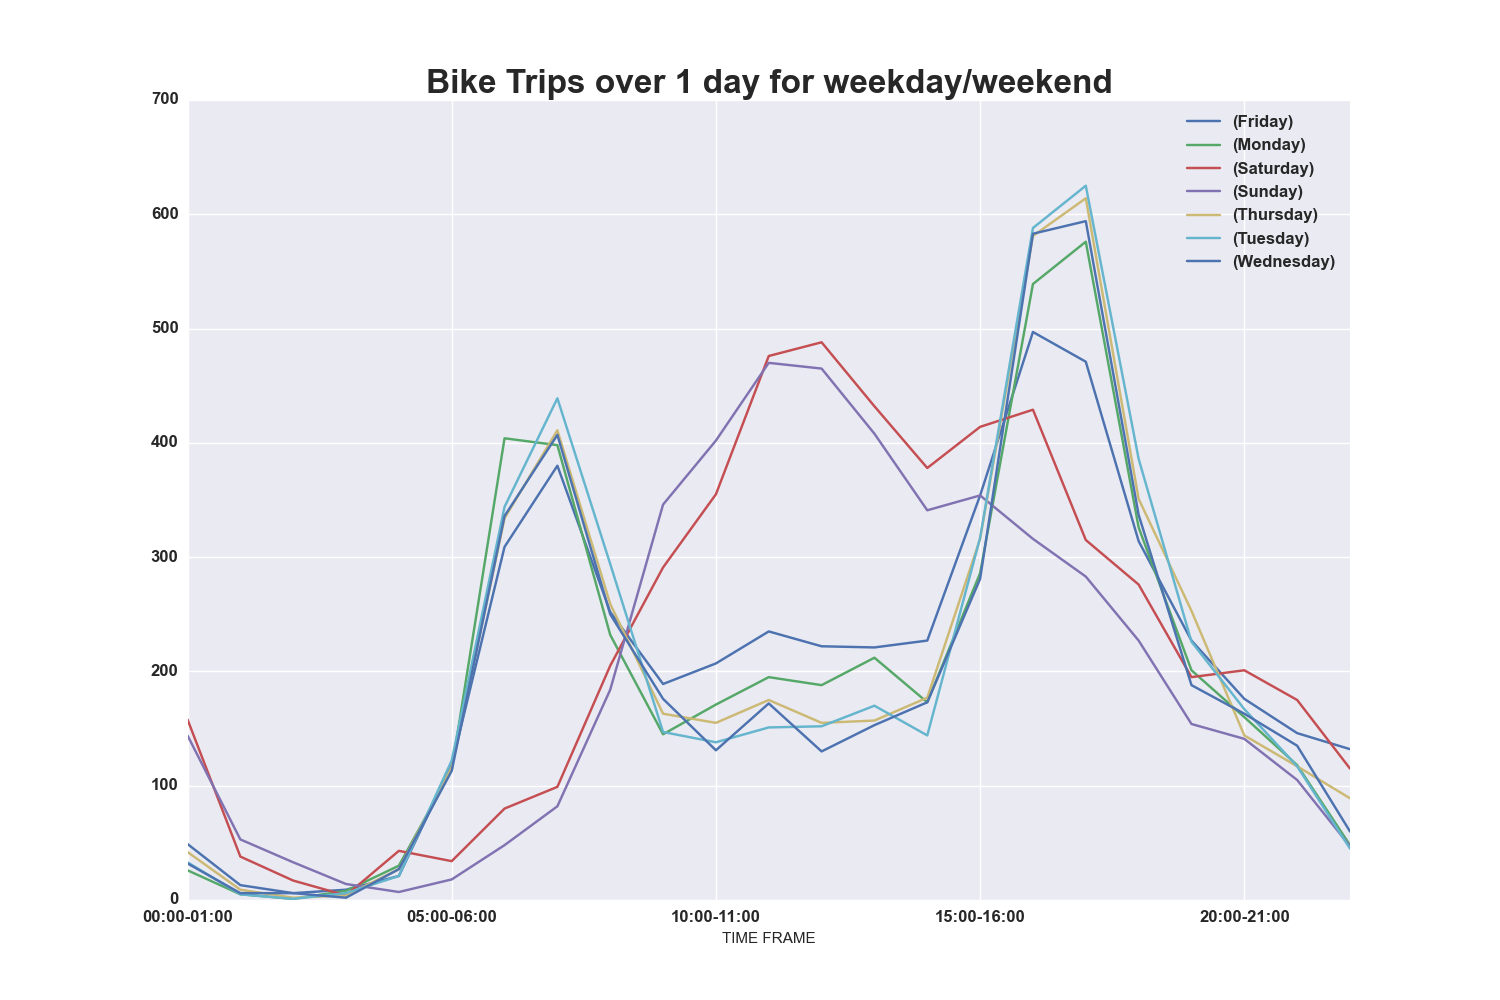 Bike Trips over 1 day for weekday/weekend
700
600
500
400
300
200
100
0
(Friday)
(Monday)
(Saturday)
(Sunday)
(Thursday)
(Tuesday)
(Wednesday)
00:00-01:00 05:00-06:00 10:00-11:00 15:00-16:00 20:00-21:00
TIME FRAME